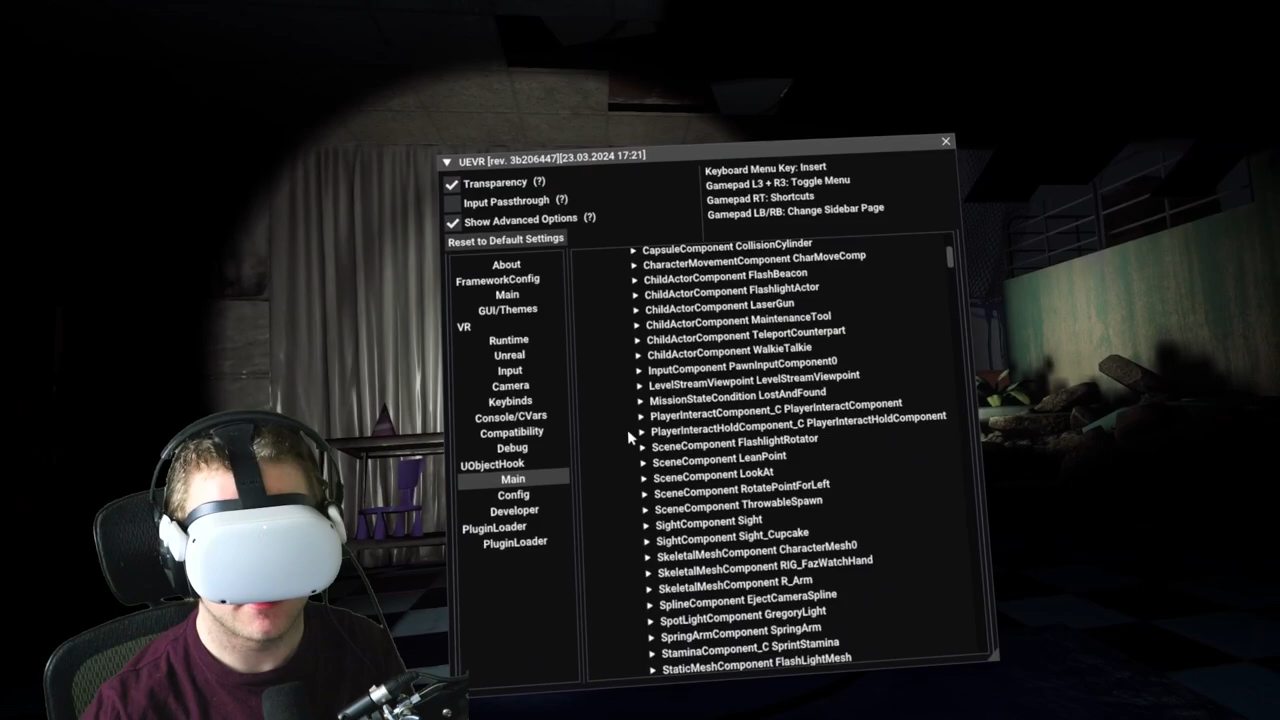 UEVR [rev. 3b206447][23.03.2024 17:21]
Transparency (?)
Input Passthrough (?)
Show Advanced Options (?)
Reset to Default Settings
Keyboard Menu Key: Insert
Gamepad L3 + R3: Toggle Menu
Gamepad RT: Shortcuts
Gamepad LB/RB: Change Sidebar Page
About
FrameworkConfig
Main
GUI/Themes
VR
Runtime
Unreal
Input
Camera
Keybinds
Console/CVars
Compatibility
Debug
UObjectHook
Main
Config
Developer
PluginLoader
PluginLoader
CapsuleComponent CollisionCylinder
CharacterMovementComponent CharMoveComp
ChildActorComponent FlashBeacon
ChildActorComponent FlashlightActor
ChildActorComponent LaserGun
ChildActorComponent MaintenanceTool
ChildActorComponent TeleportCounterpart
ChildActorComponent WalkieTalkie
InputComponent PawnInputComponent0
LevelStreamViewpoint LevelStreamViewpoint
MissionStateCondition LostAndFound
PlayerInteractComponent_C PlayerInteractComponent
PlayerInteractHoldComponent_C PlayerInteractHoldComponent
SceneComponent FlashlightRotator
SceneComponent LeanPoint
SceneComponent LookAt
SceneComponent RotatePointForLeft
SceneComponent ThrowableSpawn
SightComponent Sight
SightComponent Sight_Cupcake
SkeletalMeshComponent CharacterMesh0
SkeletalMeshComponent RIG_FazWatchHand
SkeletalMeshComponent R_Arm
SplineComponent EjectCameraSpline
SpotLightComponent GregoryLight
SpringArmComponent SpringArm
StaminaComponent_C SprintStamina
StaticMeshComponent FlashLightMesh